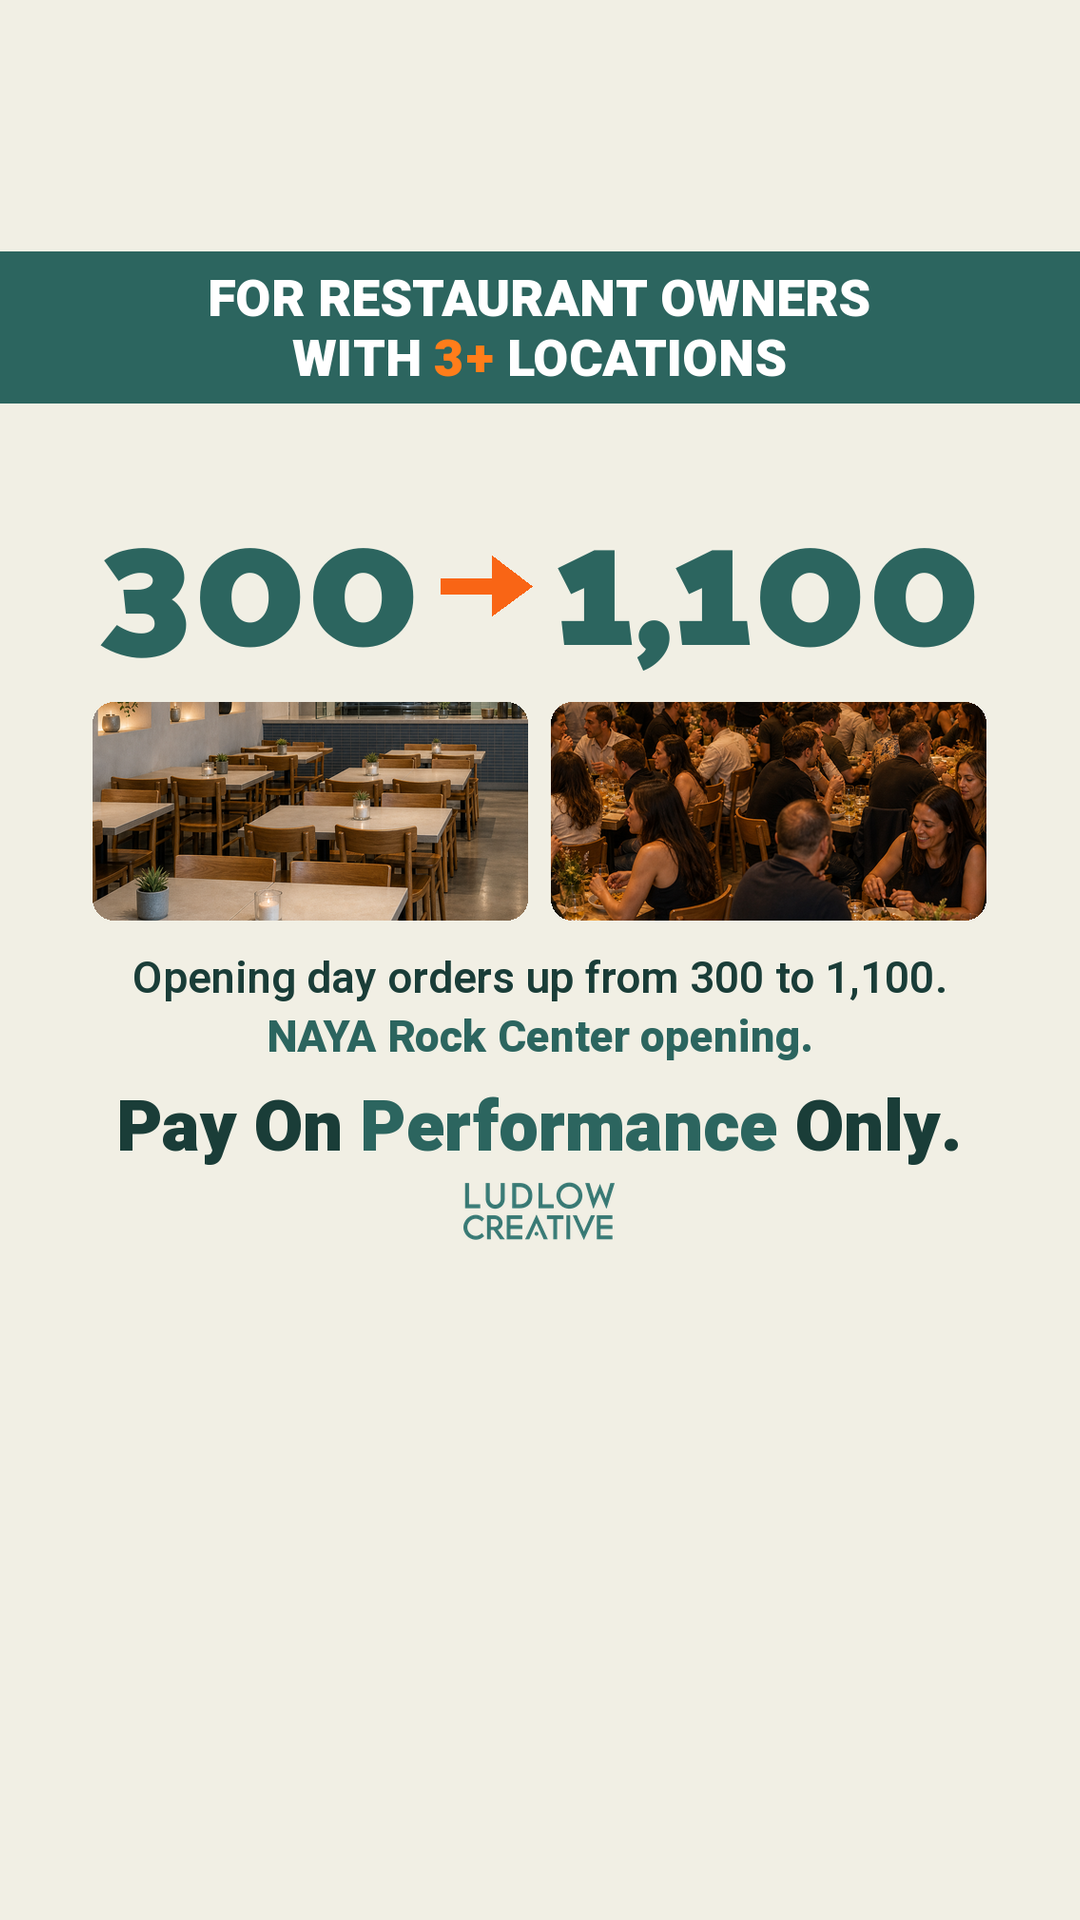 FOR RESTAURANT OWNERS
WITH 3+ LOCATIONS
300 → 1,100
Opening day orders up from 300 to 1,100.
NAYA Rock Center opening.
Pay On Performance Only.
LUDLOW
CREATIVE